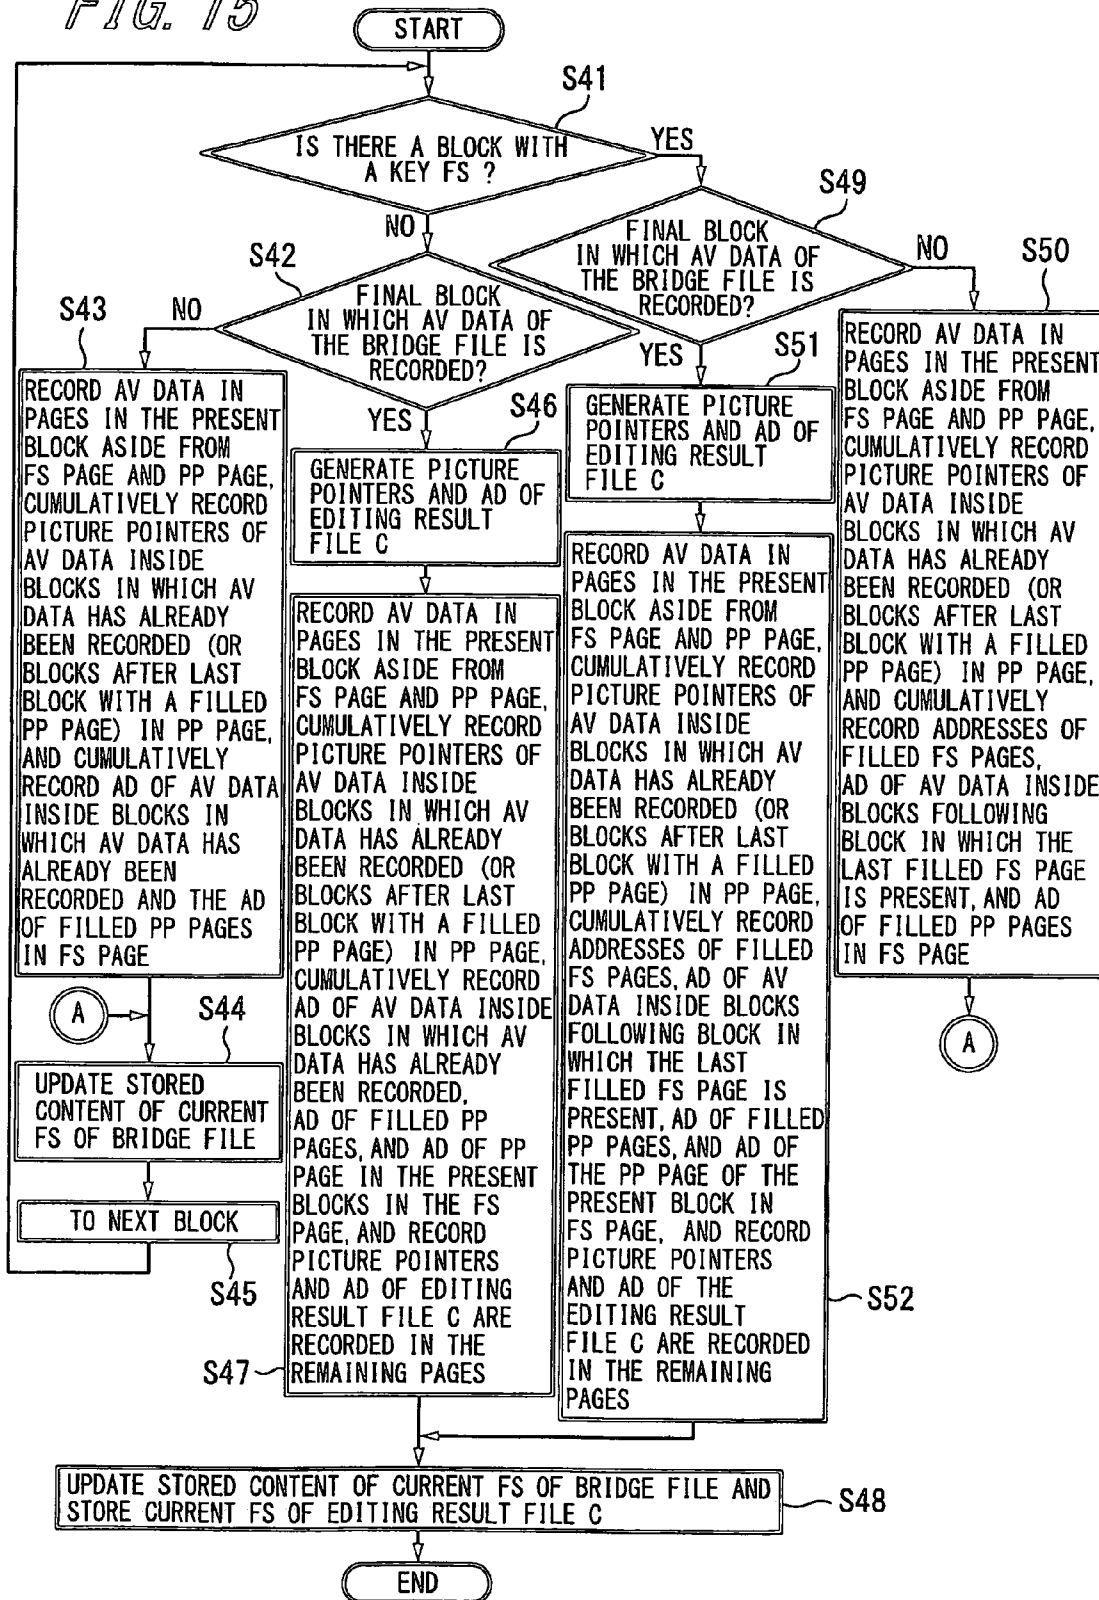 FIG. 15
START
S41
IS THERE A BLOCK WITH
A KEY FS ?
YES
NO
S49
FINAL BLOCK
IN WHICH AV DATA OF
THE BRIDGE FILE IS
RECORDED?
NO
YES
S42
FINAL BLOCK
IN WHICH AV DATA OF
THE BRIDGE FILE IS
RECORDED?
NO
YES
S43
RECORD AV DATA IN
PAGES IN THE PRESENT
BLOCK ASIDE FROM
FS PAGE AND PP PAGE,
CUMULATIVELY RECORD
PICTURE POINTERS OF
AV DATA INSIDE
BLOCKS IN WHICH AV
DATA HAS ALREADY
BEEN RECORDED (OR
BLOCKS AFTER LAST
BLOCK WITH A FILLED
PP PAGE) IN PP PAGE,
AND CUMULATIVELY
RECORD AD OF AV DATA
INSIDE BLOCKS IN
WHICH AV DATA HAS
ALREADY BEEN
RECORDED AND THE AD
OF FILLED PP PAGES
IN FS PAGE
A
S44
UPDATE STORED
CONTENT OF CURRENT
FS OF BRIDGE FILE
TO NEXT BLOCK
S45
S46
GENERATE PICTURE
POINTERS AND AD OF
EDITING RESULT
FILE C
RECORD AV DATA IN
PAGES IN THE PRESENT
BLOCK ASIDE FROM
FS PAGE AND PP PAGE,
CUMULATIVELY RECORD
PICTURE POINTERS OF
AV DATA INSIDE
BLOCKS IN WHICH AV
DATA HAS ALREADY
BEEN RECORDED (OR
BLOCKS AFTER LAST
BLOCK WITH A FILLED
PP PAGE) IN PP PAGE,
CUMULATIVELY RECORD
AD OF AV DATA INSIDE
BLOCKS IN WHICH AV
DATA HAS ALREADY
BEEN RECORDED,
AD OF FILLED PP
PAGES, AND AD OF PP
PAGE IN THE PRESENT
BLOCKS IN THE FS
PAGE, AND RECORD
PICTURE POINTERS
AND AD OF EDITING
RESULT FILE C ARE
RECORDED IN THE
REMAINING PAGES
S47
S51
GENERATE PICTURE
POINTERS AND AD OF
EDITING RESULT
FILE C
RECORD AV DATA IN
PAGES IN THE PRESENT
BLOCK ASIDE FROM
FS PAGE AND PP PAGE,
CUMULATIVELY RECORD
PICTURE POINTERS OF
AV DATA INSIDE
BLOCKS IN WHICH AV
DATA HAS ALREADY
BEEN RECORDED (OR
BLOCKS AFTER LAST
BLOCK WITH A FILLED
PP PAGE) IN PP PAGE,
CUMULATIVELY RECORD
ADDRESSES OF FILLED
FS PAGES, AD OF AV
DATA INSIDE BLOCKS
FOLLOWING BLOCK IN
WHICH THE LAST
FILLED FS PAGE IS
PRESENT, AD OF FILLED
PP PAGES, AND AD OF
THE PP PAGE OF THE
PRESENT BLOCK IN
FS PAGE, AND RECORD
PICTURE POINTERS
AND AD OF THE
EDITING RESULT
FILE C ARE RECORDED
IN THE REMAINING
PAGES
S52
S50
RECORD AV DATA IN
PAGES IN THE PRESENT
BLOCK ASIDE FROM
FS PAGE AND PP PAGE,
CUMULATIVELY RECORD
PICTURE POINTERS OF
AV DATA INSIDE
BLOCKS IN WHICH AV
DATA HAS ALREADY
BEEN RECORDED (OR
BLOCKS AFTER LAST
BLOCK WITH A FILLED
PP PAGE) IN PP PAGE,
AND CUMULATIVELY
RECORD ADDRESSES OF
FILLED FS PAGES,
AD OF AV DATA INSIDE
BLOCKS FOLLOWING
BLOCK IN WHICH THE
LAST FILLED FS PAGE
IS PRESENT, AND AD
OF FILLED PP PAGES
IN FS PAGE
A
UPDATE STORED CONTENT OF CURRENT FS OF BRIDGE FILE AND
STORE CURRENT FS OF EDITING RESULT FILE C
S48
END